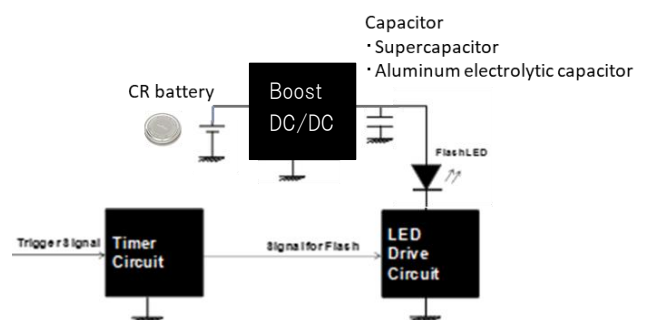 Capacitor
・Supercapacitor
・Aluminum electrolytic capacitor
CR battery
Boost
DC/DC
FlashLED
Trigger Signal
Timer
Circuit
Signal for Flash
LED
Drive
Circuit